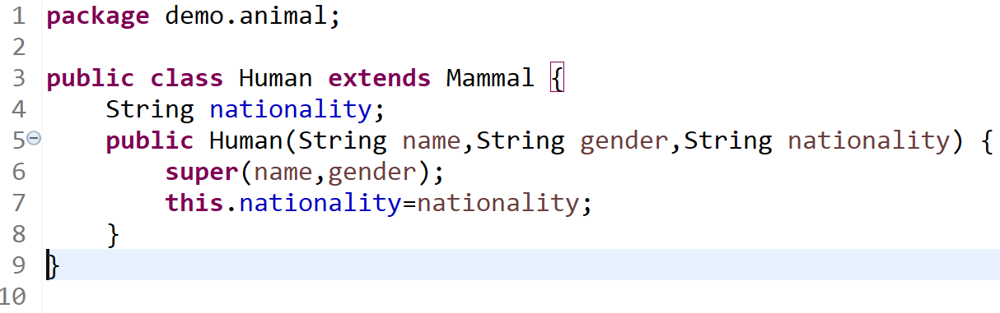 1 package demo.animal;
2
3 public class Human extends Mammal {
4     String nationality;
5     public Human(String name,String gender,String nationality) {
6         super(name,gender);
7         this.nationality=nationality;
8     }
9 }
10